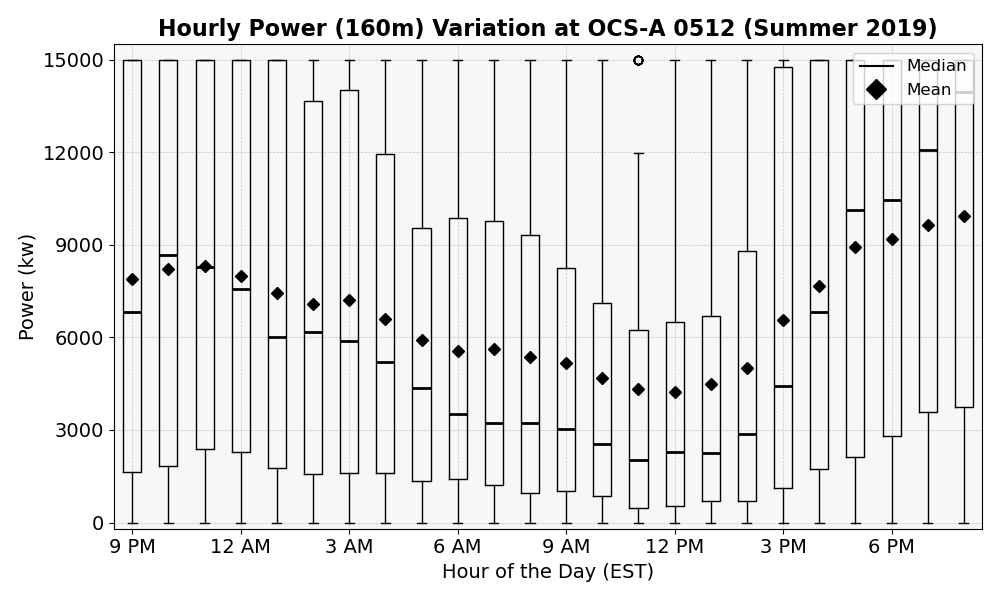 Hourly Power (160m) Variation at OCS-A 0512 (Summer 2019)
Power (kw)
15000
12000
9000
6000
3000
0
Median
Mean
9 PM 12 AM 3 AM 6 AM 9 AM 12 PM 3 PM 6 PM
Hour of the Day (EST)